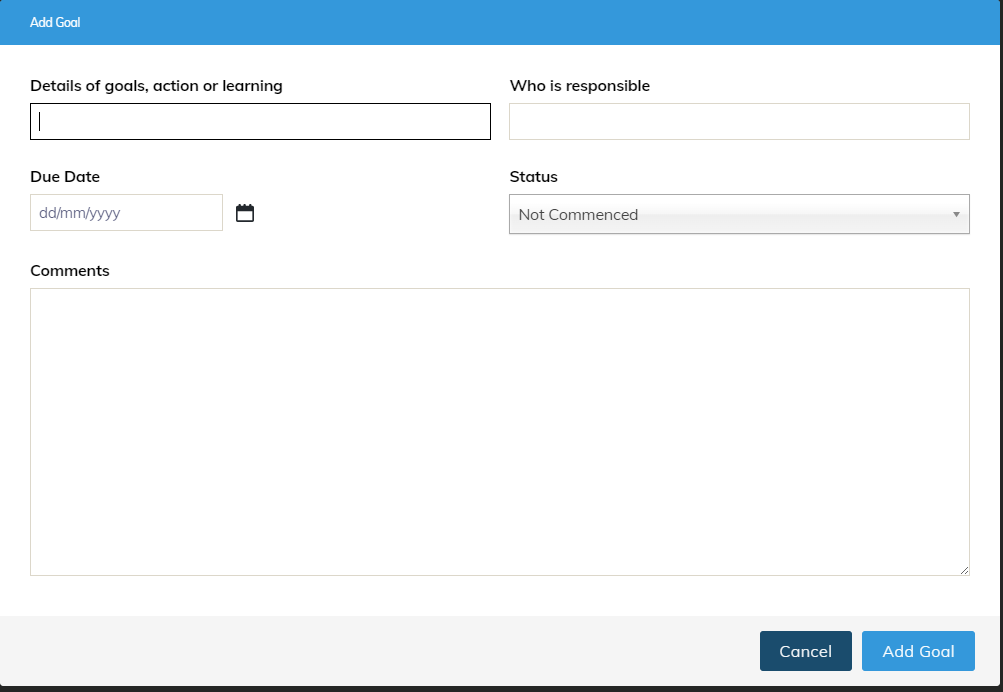 Add Goal
Details of goals, action or learning
Who is responsible
Due Date
Status
dd/mm/yyyy
Not Commenced
Comments
Cancel
Add Goal